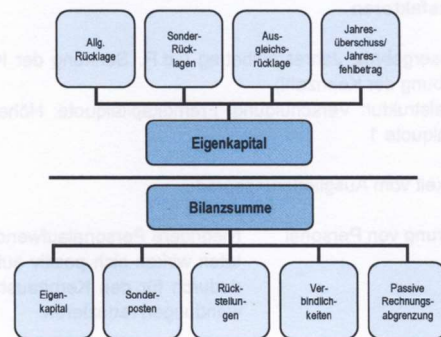 Allg.
Rücklage
Sonder-
Rück-
lagen
Aus-
gleichs-
rücklage
Jahres-
überschuss/
Jahres-
fehlbetrag
Eigenkapital
Bilanzsumme
Eigen-
kapital
Sonder-
posten
Rück-
stellun-
gen
Ver-
bindlich-
keiten
Passive
Rechnungs-
abgrenzung